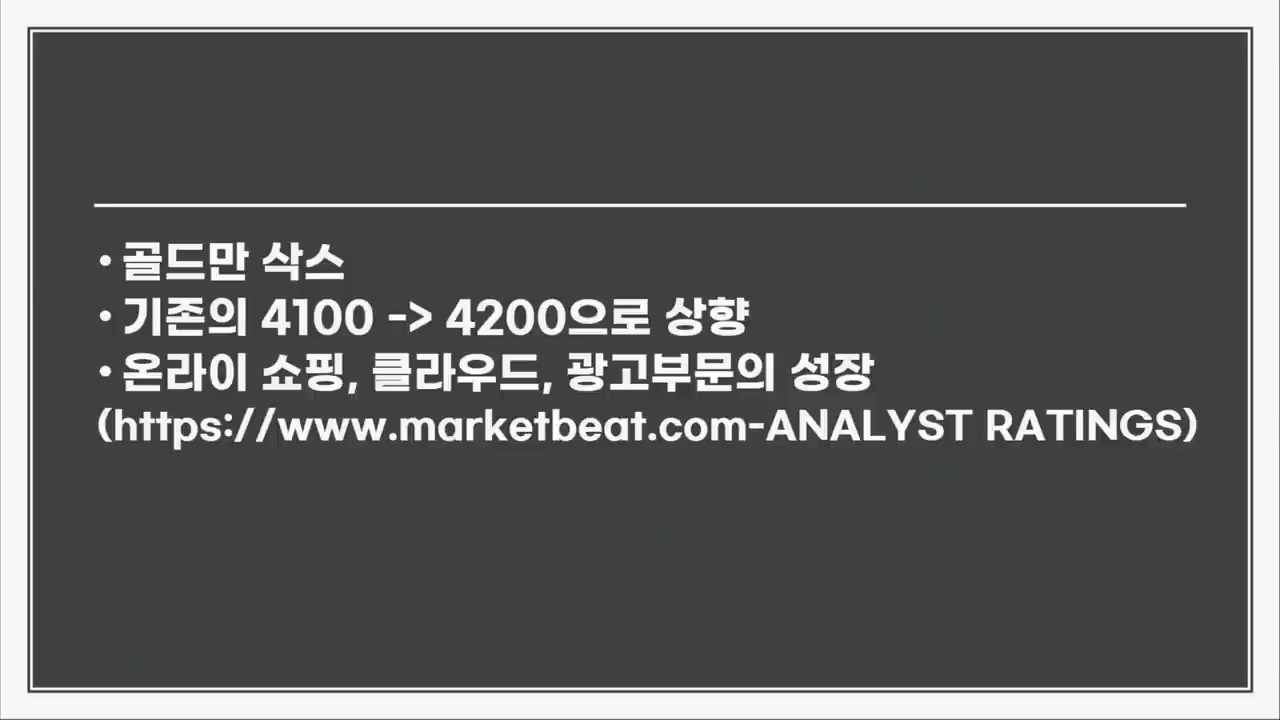 • 골드만 삭스
• 기존의 4100 -> 4200으로 상향
• 온라이 쇼핑, 클라우드, 광고부문의 성장
(https://www.marketbeat.com-ANALYST RATINGS)